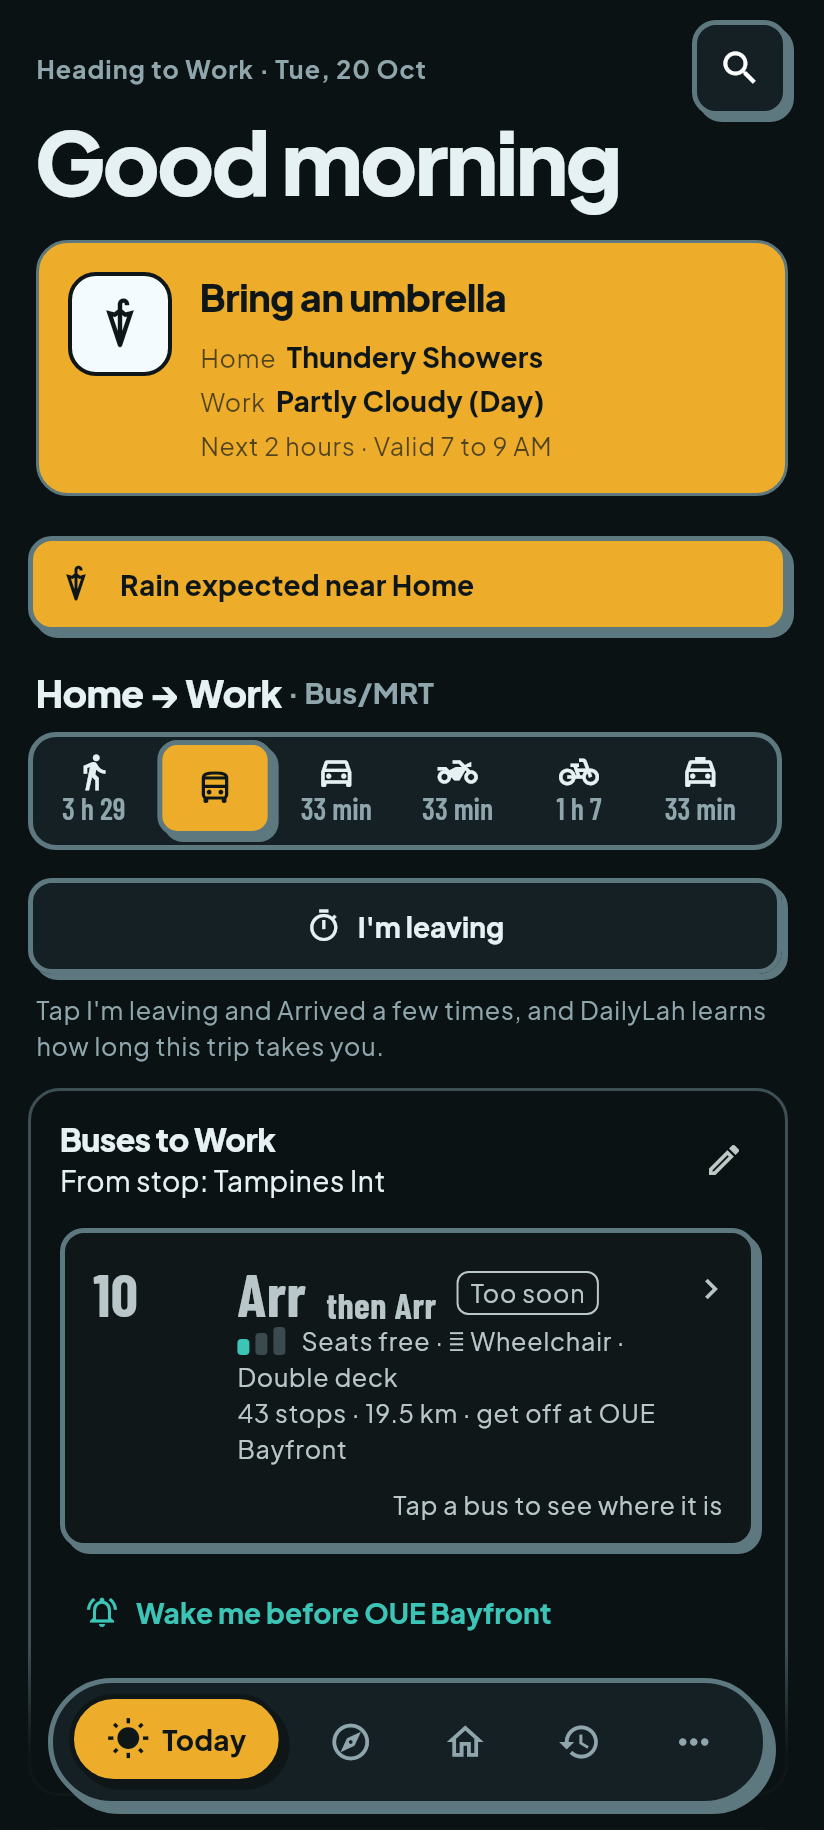 Heading to Work · Tue, 20 Oct
Good morning
Bring an umbrella
Home Thundery Showers
Work Partly Cloudy (Day)
Next 2 hours · Valid 7 to 9 AM
Rain expected near Home
Home → Work · Bus/MRT
3 h 29
33 min
33 min
1 h 7
33 min
I'm leaving
Tap I'm leaving and Arrived a few times, and DailyLah learns
how long this trip takes you.
Buses to Work
From stop: Tampines Int
10 Arr then Arr Too soon
Seats free · Wheelchair ·
Double deck
43 stops · 19.5 km · get off at OUE
Bayfront
Tap a bus to see where it is
Wake me before OUE Bayfront
Today